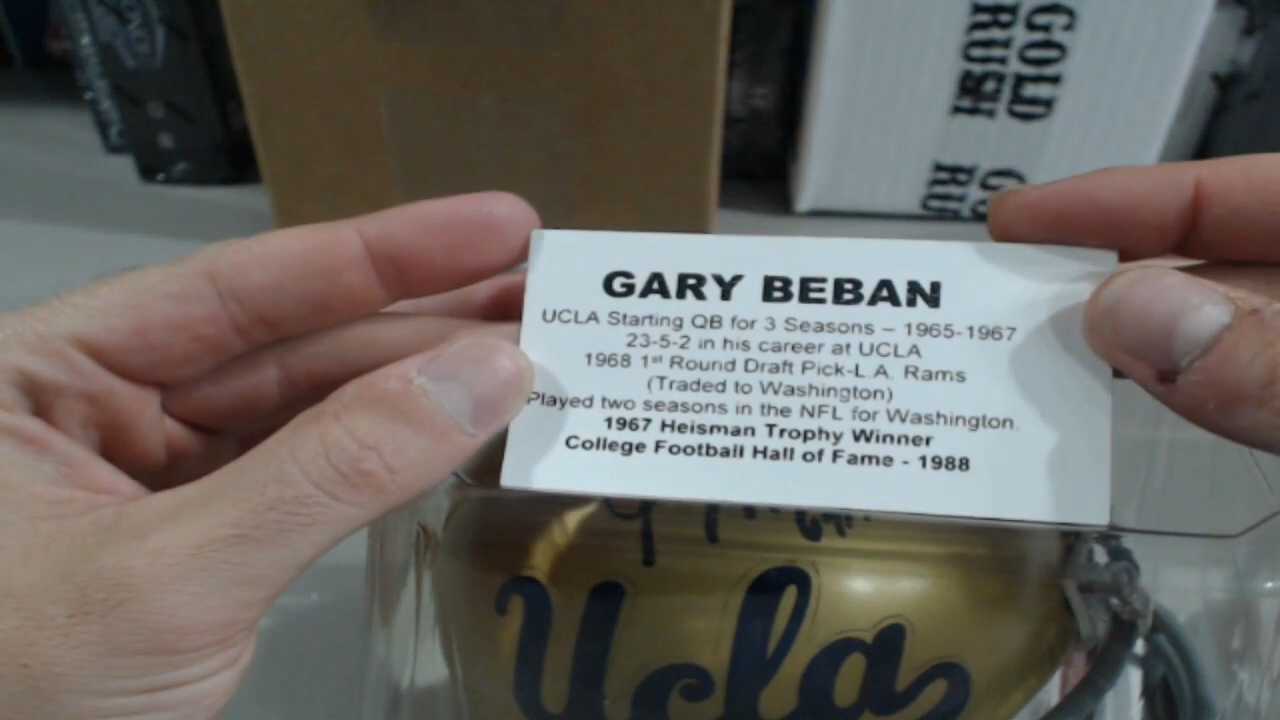 GOLD RUSH
GARY BEBAN
UCLA Starting QB for 3 Seasons – 1965-1967
23-5-2 in his career at UCLA
1968 1st Round Draft Pick-L.A. Rams
(Traded to Washington)
Played two seasons in the NFL for Washington.
1967 Heisman Trophy Winner
College Football Hall of Fame - 1988
Ucla